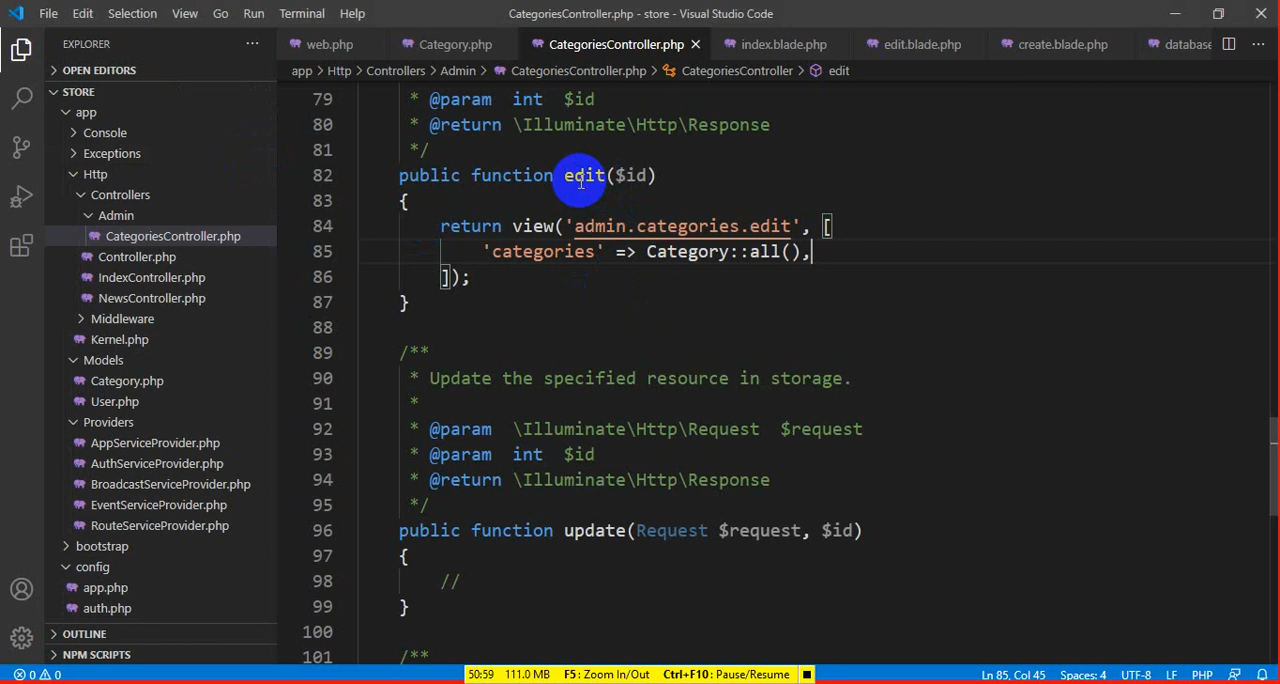 File Edit Selection View Go Run Terminal Help CategoriesController.php - store - Visual Studio Code
EXPLORER
web.php Category.php CategoriesController.php index.blade.php edit.blade.php create.blade.php database
OPEN EDITORS
app > Http > Controllers > Admin > CategoriesController.php > CategoriesController > edit
STORE
app
Console
Exceptions
Http
Controllers
Admin
CategoriesController.php
Controller.php
IndexController.php
NewsController.php
Middleware
Kernel.php
Models
Category.php
User.php
Providers
AppServiceProvider.php
AuthServiceProvider.php
BroadcastServiceProvider.php
EventServiceProvider.php
RouteServiceProvider.php
bootstrap
config
app.php
auth.php
OUTLINE
NPM SCRIPTS
79 * @param int $id
80 * @return \Illuminate\Http\Response
81 */
82 public function edit($id)
83 {
84 return view('admin.categories.edit', [
85 'categories' => Category::all(),
86 ]);
87 }
88
89 /**
90 * Update the specified resource in storage.
91 *
92 * @param \Illuminate\Http\Request $request
93 * @param int $id
94 * @return \Illuminate\Http\Response
95 */
96 public function update(Request $request, $id)
97 {
98 //
99 }
100
101 /**
0 0 50:59 111.0 MB F5: Zoom In/Out Ctrl+F10: Pause/Resume Ln 85, Col 45 Spaces: 4 UTF-8 LF PHP